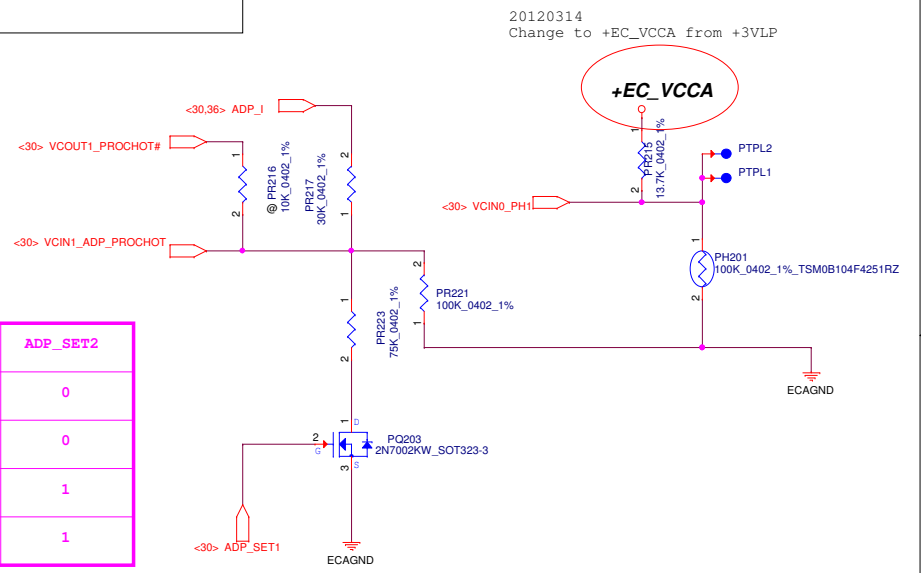 20120314
Change to +EC_VCCA from +3VLP
+EC_VCCA
<30,36> ADP_I
<30> VCOUT1_PROCHOT#
1
2
@ PR216
10K_0402_1%
2
1
PR217
30K_0402_1%
1
2
PR215
13.7K_0402_1%
PTPL2
PTPL1
<30> VCIN0_PH1
<30> VCIN1_ADP_PROCHOT
1
2
PH201
100K_0402_1%_TSM0B104F4251RZ
2
1
PR221
100K_0402_1%
1
2
PR223
75K_0402_1%
ECAGND
ADP_SET2
0
0
1
1
1
D
2
G
3
S
PQ203
2N7002KW_SOT323-3
<30> ADP_SET1
ECAGND